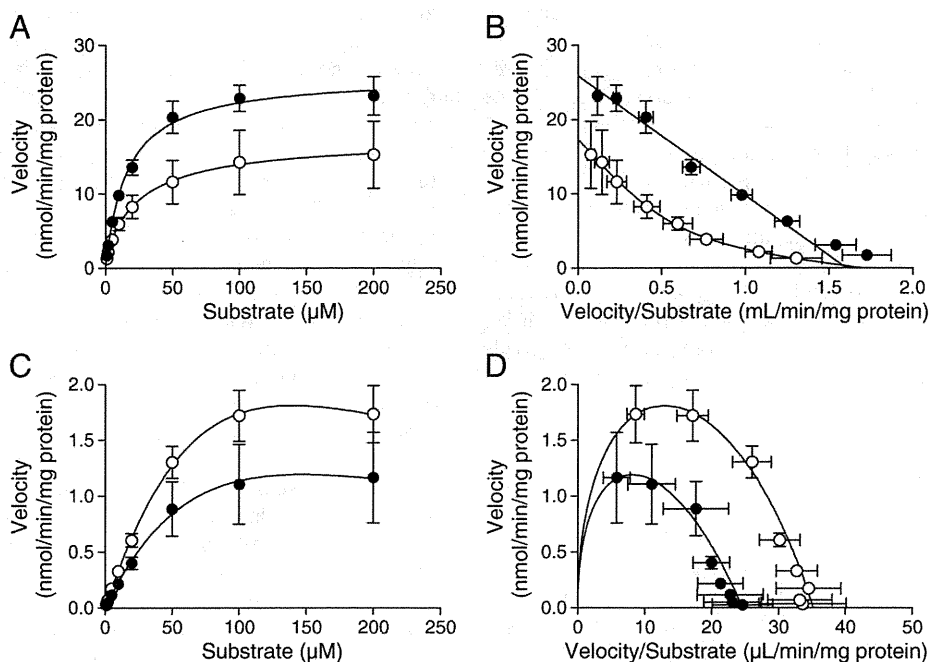 A
B
Velocity
(nmol/min/mg protein)
30
20
10
0
0
50
100
150
200
250
Substrate (μM)
Velocity
(nmol/min/mg protein)
30
20
10
0
0.0
0.5
1.0
1.5
2.0
Velocity/Substrate (mL/min/mg protein)
C
D
Velocity
(nmol/min/mg protein)
2.0
1.5
1.0
0.5
0.0
0
50
100
150
200
250
Substrate (μM)
Velocity
(nmol/min/mg protein)
2.0
1.5
1.0
0.5
0.0
0
10
20
30
40
50
Velocity/Substrate (μL/min/mg protein)